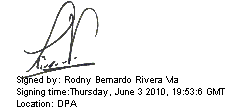 Signed by: Rodny Bernardo Rivera Via
Signing time:Thursday, June 3 2010, 19:53:6 GMT
Location: DPA